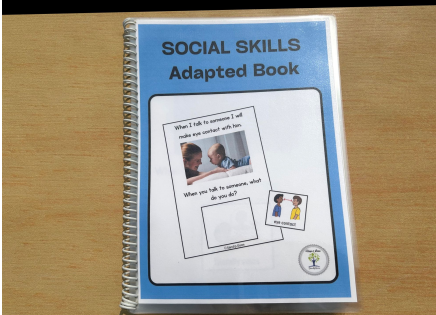 SOCIAL SKILLS
Adapted Book
When I talk to someone I will
make eye contact with him.
When you talk to someone, what
do you do?
eye contact